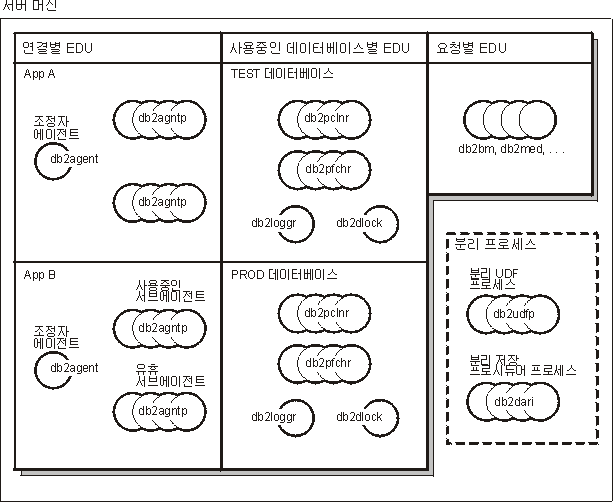 서버 머신
연결별 EDU
사용중인 데이터베이스별 EDU
요청별 EDU
App A
조정자
에이전트
db2agent
db2agntp
db2agntp
TEST 데이터베이스
db2pclnr
db2pfchr
db2loggr
db2dlock
db2bm, db2med, . . .
App B
조정자
에이전트
db2agent
사용중인
서브에이전트
db2agntp
유휴
서브에이전트
db2agntp
PROD 데이터베이스
db2pclnr
db2pfchr
db2loggr
db2dlock
분리 프로세스
분리 UDF
프로세스
db2udfp
분리 저장
프로시듀어 프로세스
db2dari